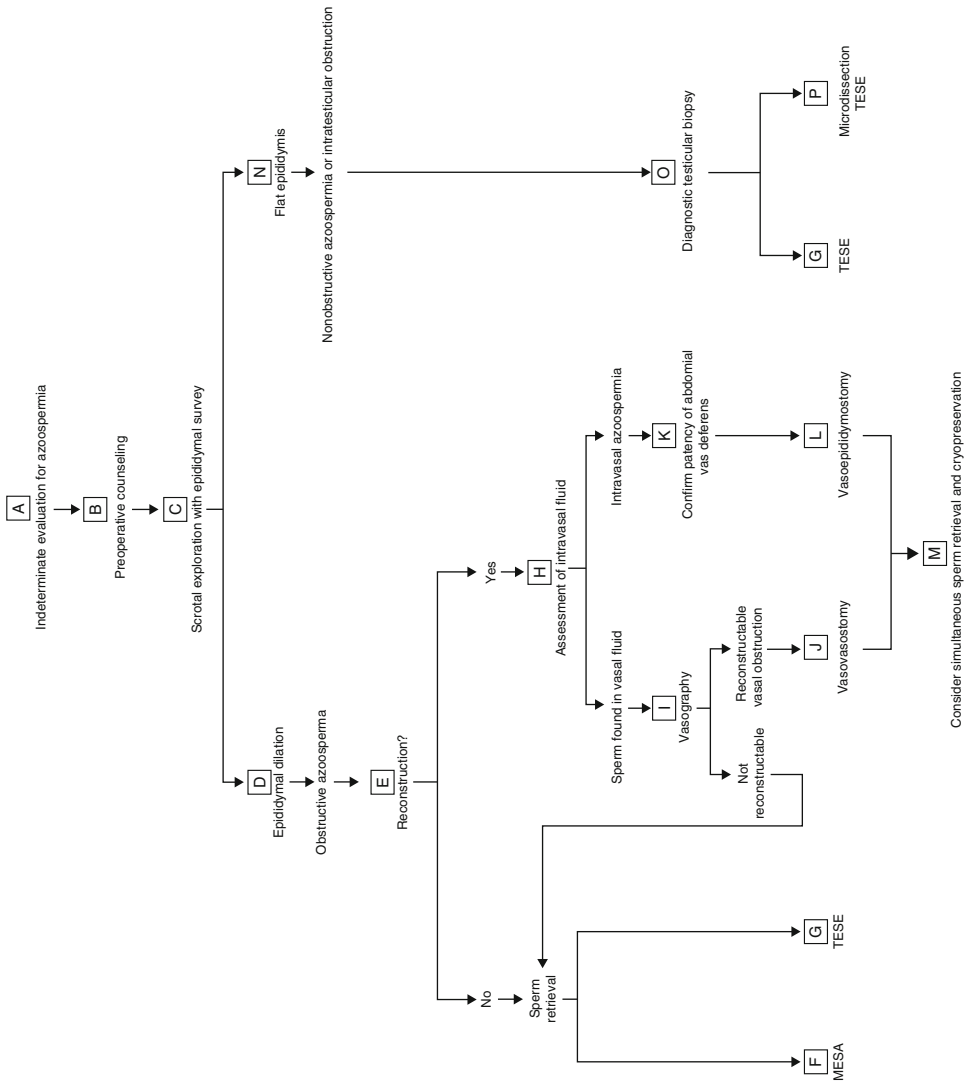 A
Indeterminate evaluation for azoospermia
B
Preoperative counseling
C
Scrotal exploration with epididymal survey
D
Epididymal dilation
Obstructive azoosperma
E
Reconstruction?
No
Sperm
retrieval
F
MESA
G
TESE
Yes
H
Assessment of intravasal fluid
Sperm found in vasal fluid
I
Vasography
Not
reconstructable
Reconstructable
vasal obstruction
J
Vasovasostomy
Intravasal azoospermia
K
Confirm patency of abdomial
vas deferens
L
Vasoepididymostomy
M
Consider simultaneous sperm retrieval and cryopreservation
N
Flat epididymis
Nonobstructive azoospermia or intratesticular obstruction
O
Diagnostic testicular biopsy
G
TESE
P
Microdissection
TESE